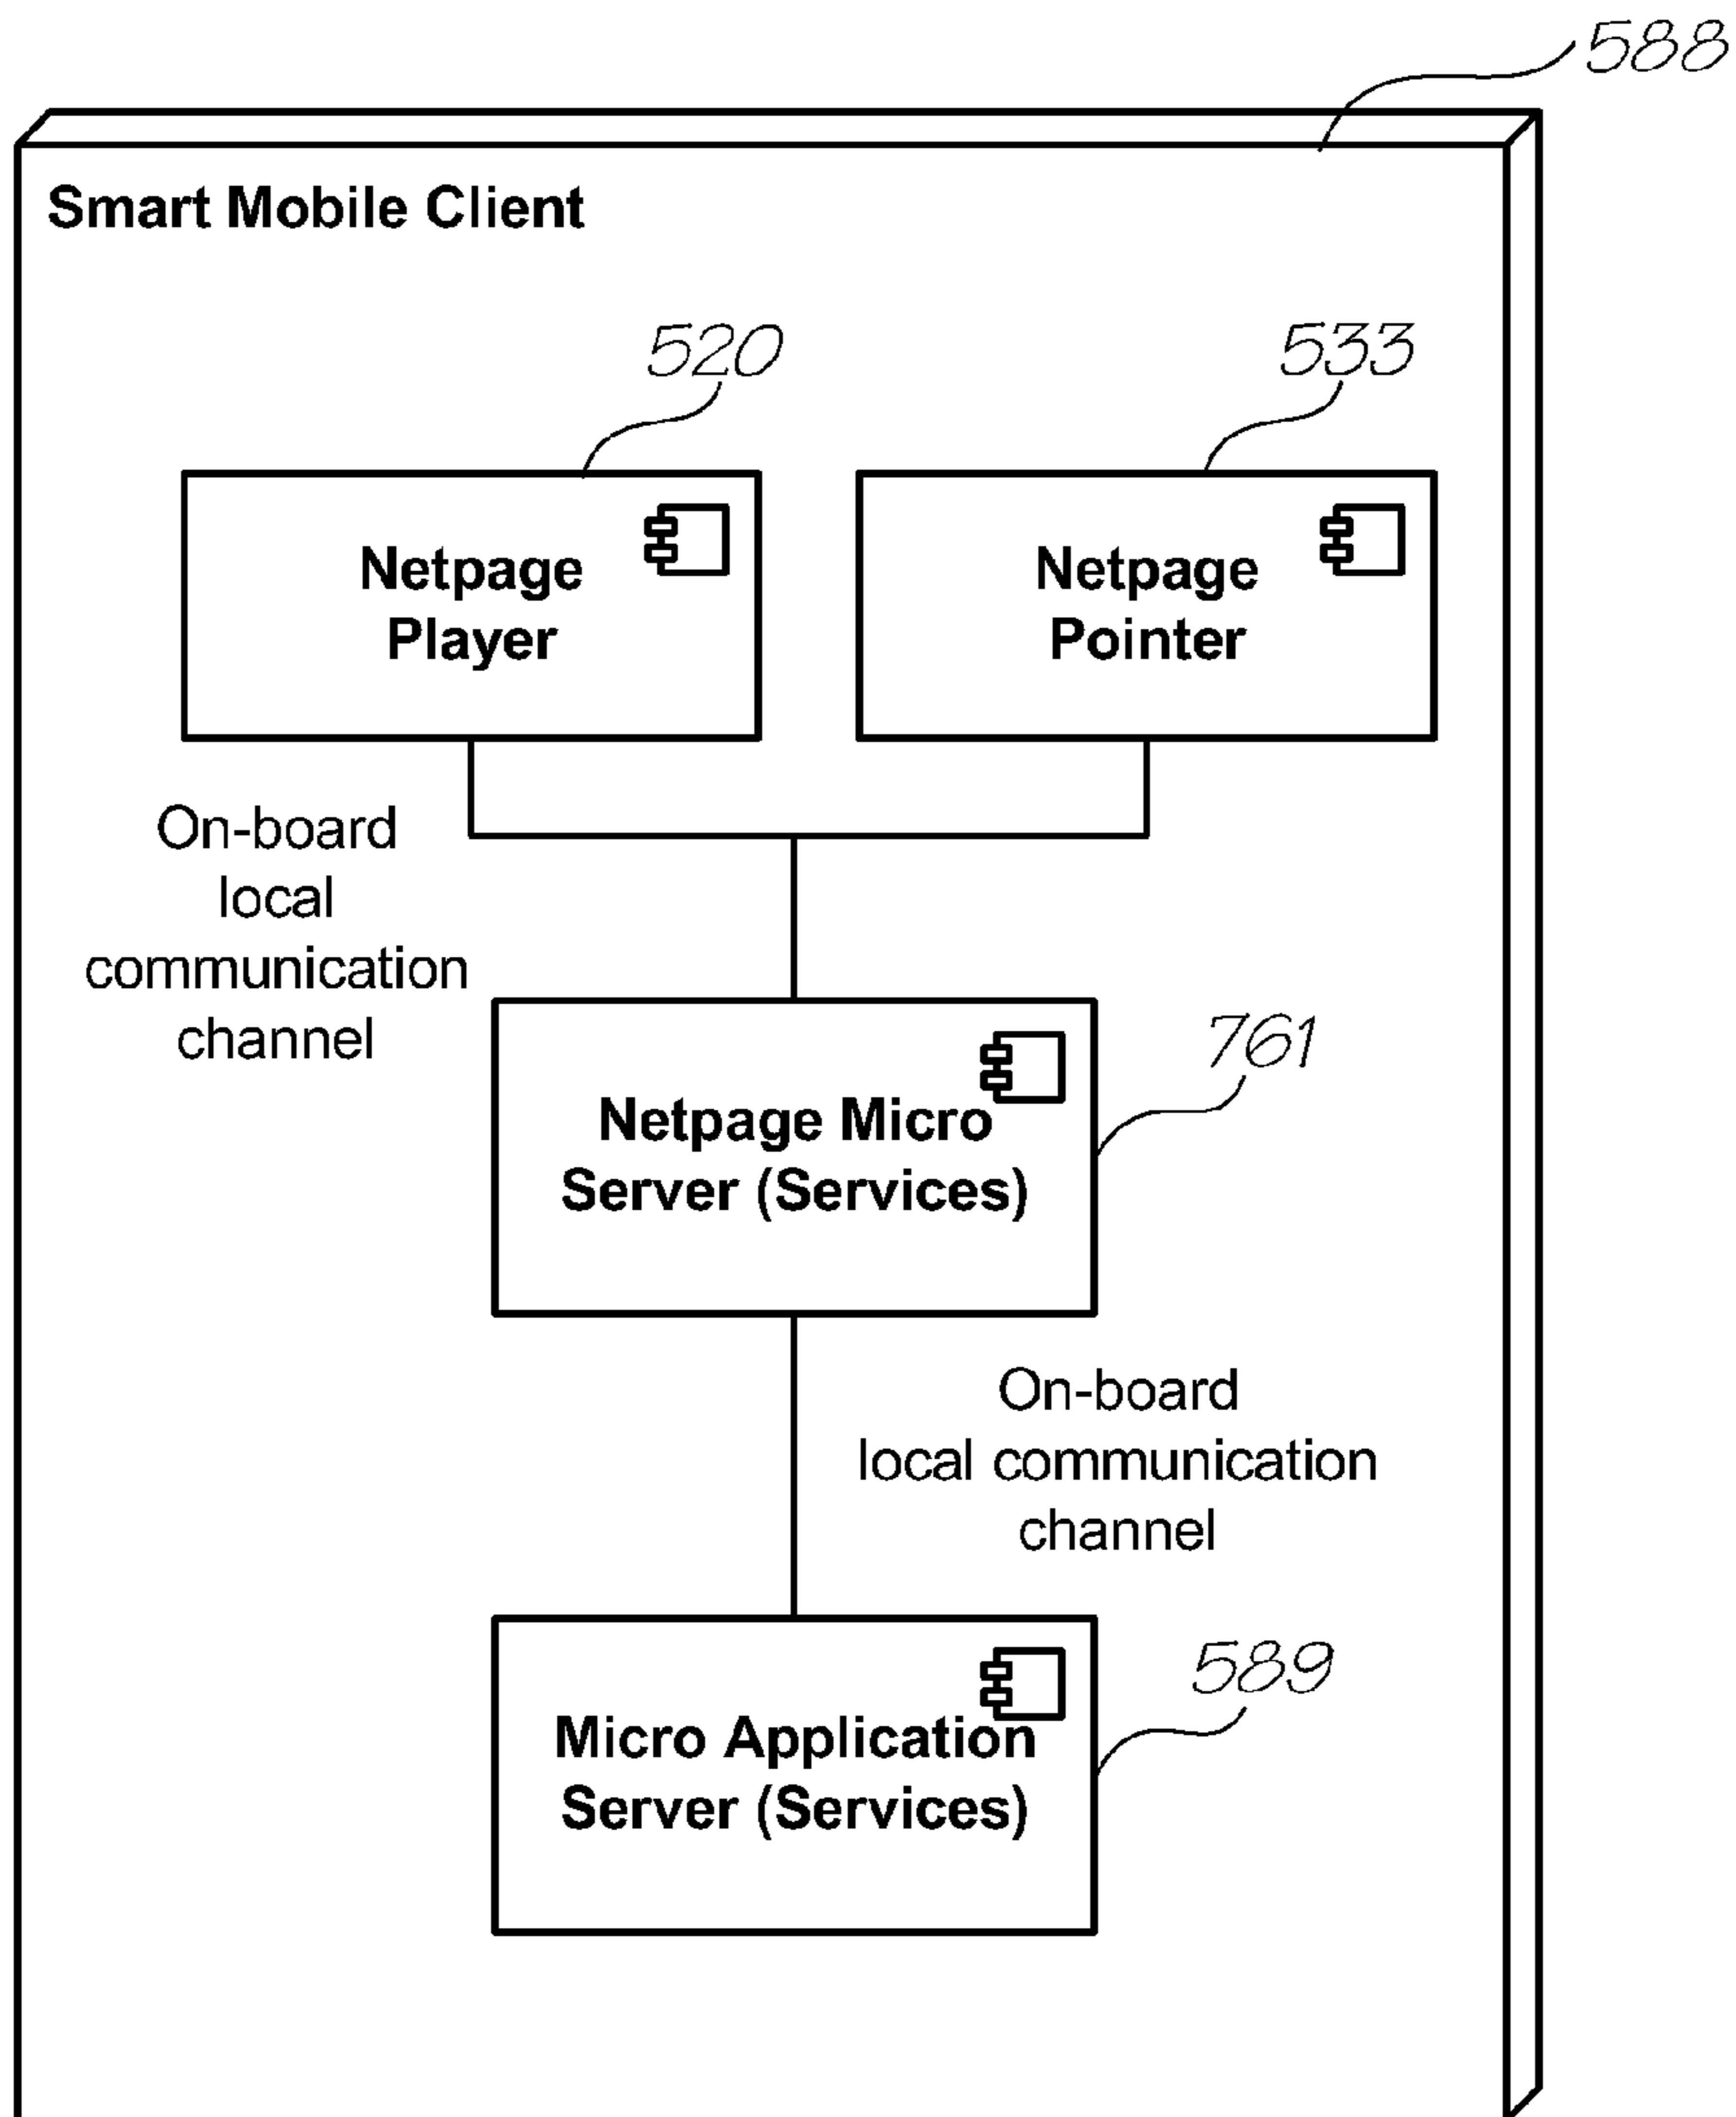 588
Smart Mobile Client
520
533
Netpage
Player
Netpage
Pointer
On-board
local
communication
channel
761
Netpage Micro
Server (Services)
On-board
local communication
channel
589
Micro Application
Server (Services)